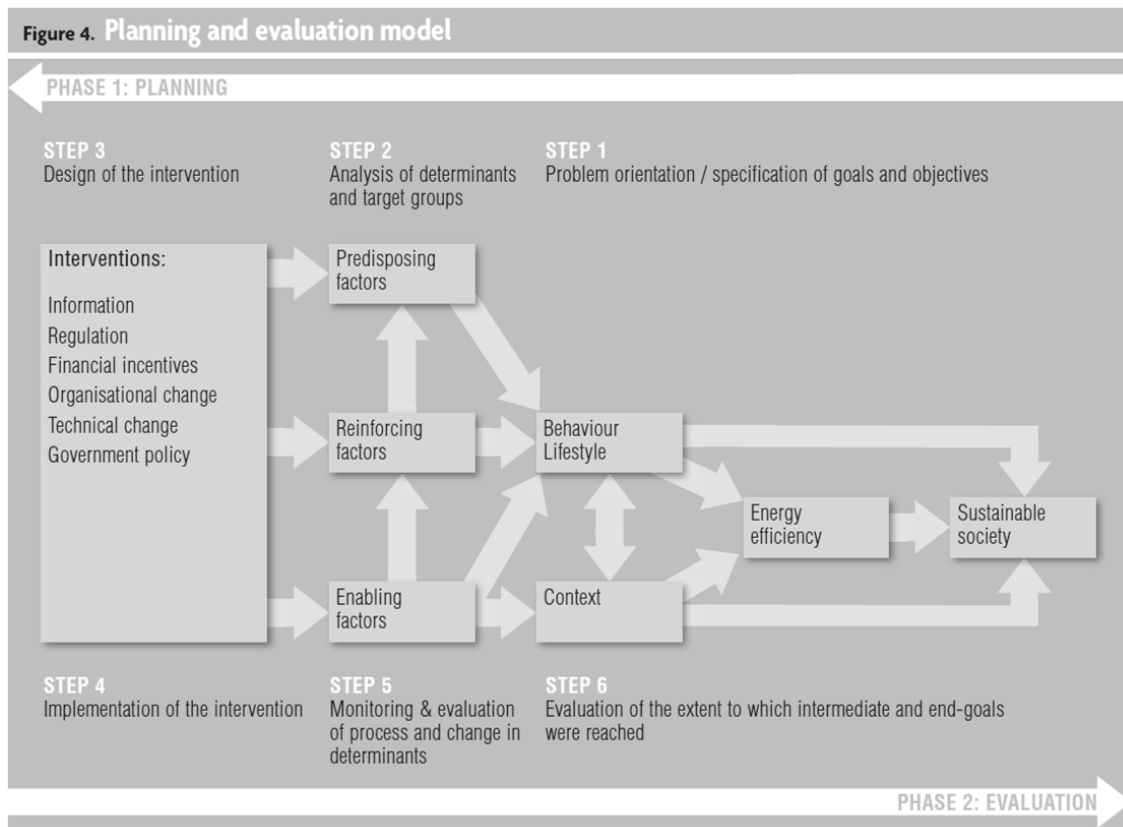 Figure 4. Planning and evaluation model
PHASE 1: PLANNING
STEP 3
Design of the intervention
STEP 2
Analysis of determinants
and target groups
STEP 1
Problem orientation / specification of goals and objectives
Interventions:
Information
Regulation
Financial incentives
Organisational change
Technical change
Government policy
Predisposing
factors
Reinforcing
factors
Behaviour
Lifestyle
Energy
efficiency
Sustainable
society
Enabling
factors
Context
STEP 4
Implementation of the intervention
STEP 5
Monitoring & evaluation
of process and change in
determinants
STEP 6
Evaluation of the extent to which intermediate and end-goals
were reached
PHASE 2: EVALUATION